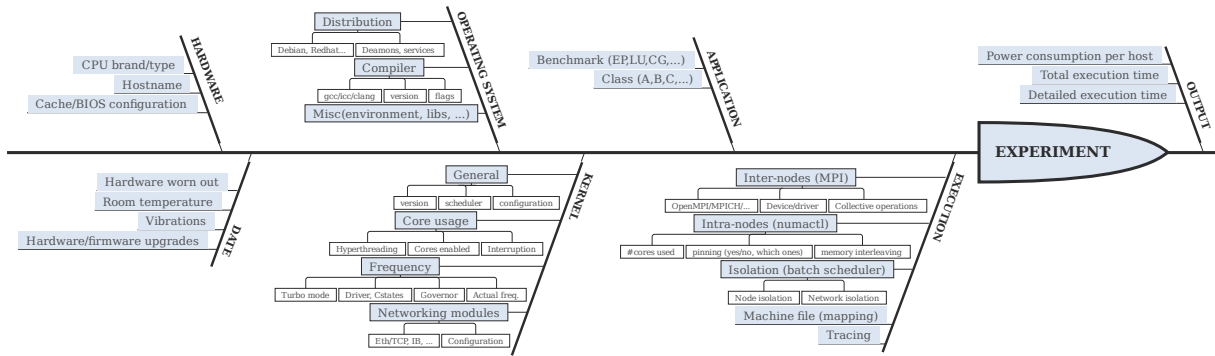 HARDWARE
CPU brand/type
Hostname
Cache/BIOS configuration
OPERATING SYSTEM
Distribution
Debian, Redhat...
Deamons, services
Compiler
gcc/icc/clang
version
flags
Misc(environment, libs, ...)
APPLICATION
Benchmark (EP,LU,CG,...)
Class (A,B,C,...)
OUTPUT
Power consumption per host
Total execution time
Detailed execution time
EXPERIMENT
DATE
Hardware worn out
Room temperature
Vibrations
Hardware/firmware upgrades
KERNEL
General
version
scheduler
configuration
Core usage
Hyperthreading
Cores enabled
Interruption
Frequency
Turbo mode
Driver, Cstates
Governor
Actual freq.
Networking modules
Eth/TCP, IB, ...
Configuration
EXECUTION
Inter-nodes (MPI)
OpenMPI/MPICH/...
Device/driver
Collective operations
Intra-nodes (numactl)
#cores used
pinning (yes/no, which ones)
memory interleaving
Isolation (batch scheduler)
Node isolation
Network isolation
Machine file (mapping)
Tracing